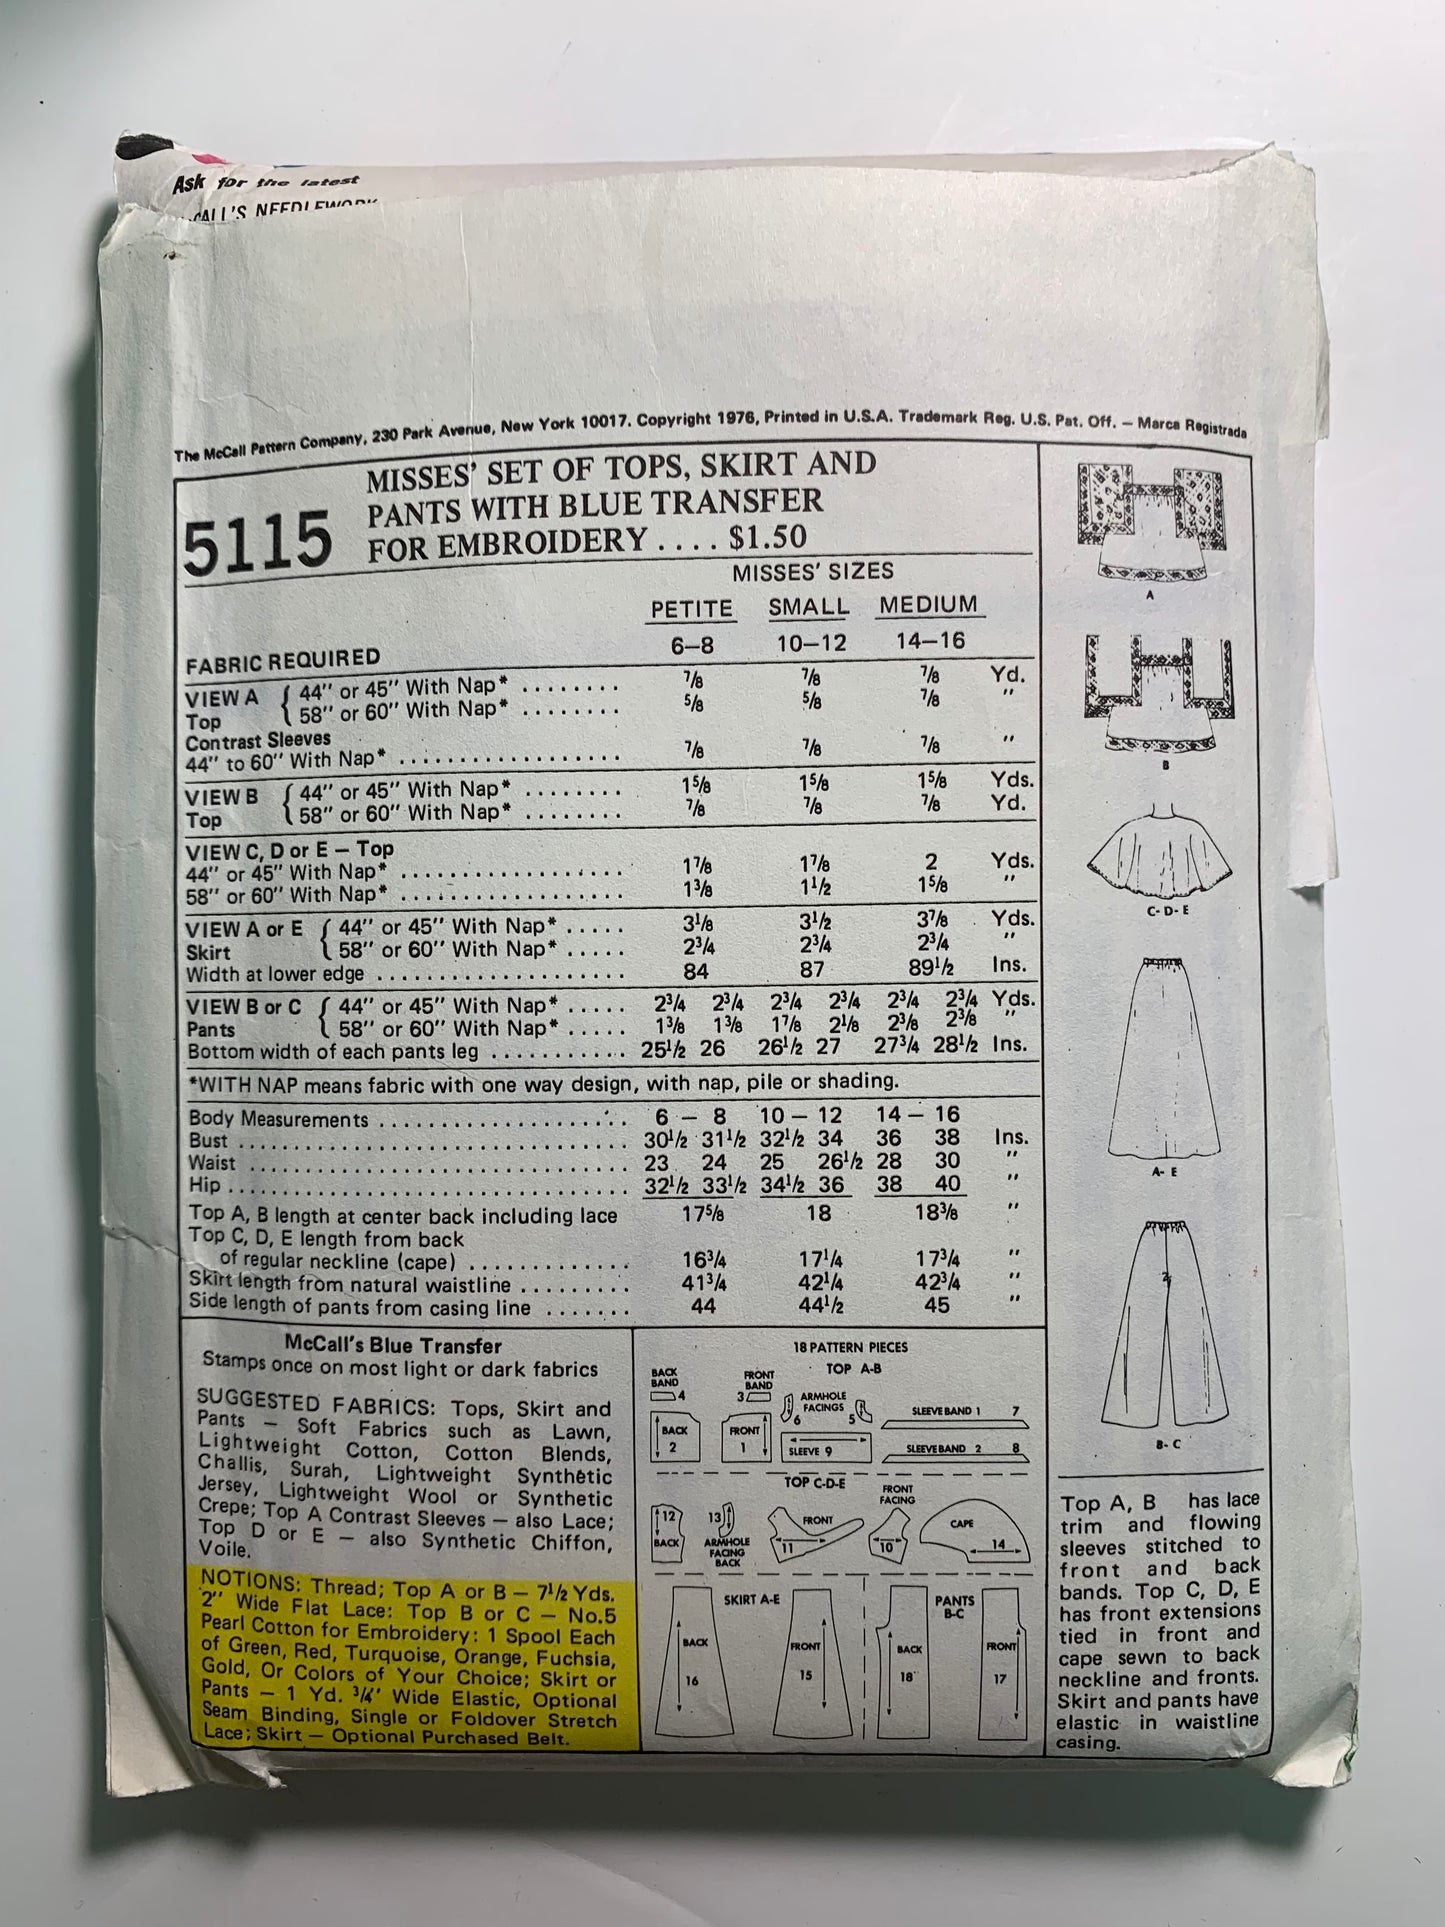 Ask for the latest
CALL'S NEEDLEWORK
The McCall Pattern Company, 230 Park Avenue, New York 10017. Copyright 1976, Printed in U.S.A. Trademark Reg. U.S. Pat. Off. — Marca Registrada
5115
MISSES' SET OF TOPS, SKIRT AND
PANTS WITH BLUE TRANSFER
FOR EMBROIDERY .... $1.50
MISSES' SIZES
PETITE SMALL MEDIUM
6–8 10–12 14–16
FABRIC REQUIRED
VIEW A { 44" or 45" With Nap* ........ 7/8 7/8 7/8 Yd.
Top { 58" or 60" With Nap* ........ 5/8 5/8 7/8 "
Contrast Sleeves
44" to 60" With Nap* .................. 7/8 7/8 7/8 "
VIEW B { 44" or 45" With Nap* ........ 1 5/8 1 5/8 1 5/8 Yds.
Top { 58" or 60" With Nap* ........ 7/8 7/8 7/8 Yd.
VIEW C, D or E — Top
44" or 45" With Nap* .................. 1 7/8 1 7/8 2 Yds.
58" or 60" With Nap* .................. 1 3/8 1 1/2 1 5/8 "
VIEW A or E { 44" or 45" With Nap* ..... 3 1/8 3 1/2 3 7/8 Yds.
Skirt { 58" or 60" With Nap* ..... 2 3/4 2 3/4 2 3/4 "
Width at lower edge .................... 84 87 89 1/2 Ins.
VIEW B or C { 44" or 45" With Nap* ..... 2 3/4 2 3/4 2 3/4 2 3/4 2 3/4 2 3/4 Yds.
Pants { 58" or 60" With Nap* ..... 1 3/8 1 3/8 1 7/8 2 1/8 2 3/8 2 3/8 "
Bottom width of each pants leg ........... 25 1/2 26 26 1/2 27 27 3/4 28 1/2 Ins.
*WITH NAP means fabric with one way design, with nap, pile or shading.
Body Measurements .................... 6 — 8 10 — 12 14 — 16
Bust ................................ 30 1/2 31 1/2 32 1/2 34 36 38 Ins.
Waist ............................... 23 24 25 26 1/2 28 30 "
Hip ................................. 32 1/2 33 1/2 34 1/2 36 38 40 "
Top A, B length at center back including lace 17 5/8 18 18 3/8 "
Top C, D, E length from back
of regular neckline (cape) ............. 16 3/4 17 1/4 17 3/4 "
Skirt length from natural waistline ......... 41 3/4 42 1/4 42 3/4 "
Side length of pants from casing line ....... 44 44 1/2 45 "
McCall's Blue Transfer
Stamps once on most light or dark fabrics
SUGGESTED FABRICS: Tops, Skirt and
Pants — Soft Fabrics such as Lawn,
Lightweight Cotton, Cotton Blends,
Challis, Surah, Lightweight Synthetic
Jersey, Lightweight Wool or Synthetic
Crepe; Top A Contrast Sleeves — also Lace;
Top D or E — also Synthetic Chiffon,
Voile.
NOTIONS: Thread; Top A or B — 7 1/2 Yds.
2" Wide Flat Lace: Top B or C — No.5
Pearl Cotton for Embroidery: 1 Spool Each
of Green, Red, Turquoise, Orange, Fuchsia,
Gold, Or Colors of Your Choice; Skirt or
Pants — 1 Yd. 3/4" Wide Elastic, Optional
Seam Binding, Single or Foldover Stretch
Lace; Skirt — Optional Purchased Belt.
18 PATTERN PIECES
TOP A-B
BACK
BAND
4
FRONT
BAND
3
ARMHOLE
FACINGS
6 5
SLEEVE BAND 1 7
BACK
2
FRONT
1
SLEEVE 9
SLEEVE BAND 2 8
TOP C-D-E
12
BACK
13
ARMHOLE
FACING
BACK
FRONT
11
FRONT
FACING
10
CAPE
14
SKIRT A-E
BACK
16
FRONT
15
PANTS
B-C
BACK
18
FRONT
17
A
B
C- D- E
A- E
B- C
Top A, B has lace
trim and flowing
sleeves stitched to
front and back
bands. Top C, D, E
has front extensions
tied in front and
cape sewn to back
neckline and fronts.
Skirt and pants have
elastic in waistline
casing.